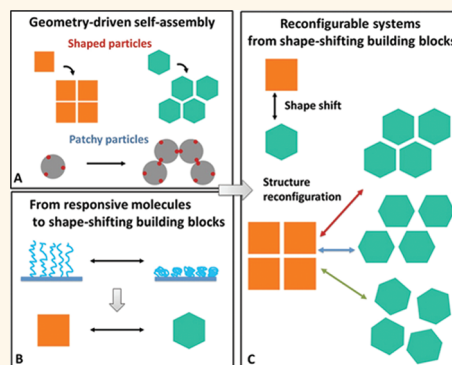 Geometry-driven self-assembly
Shaped particles
Patchy particles
A
From responsive molecules
to shape-shifting building blocks
B
Reconfigurable systems
from shape-shifting building blocks
Shape shift
Structure
reconfiguration
C